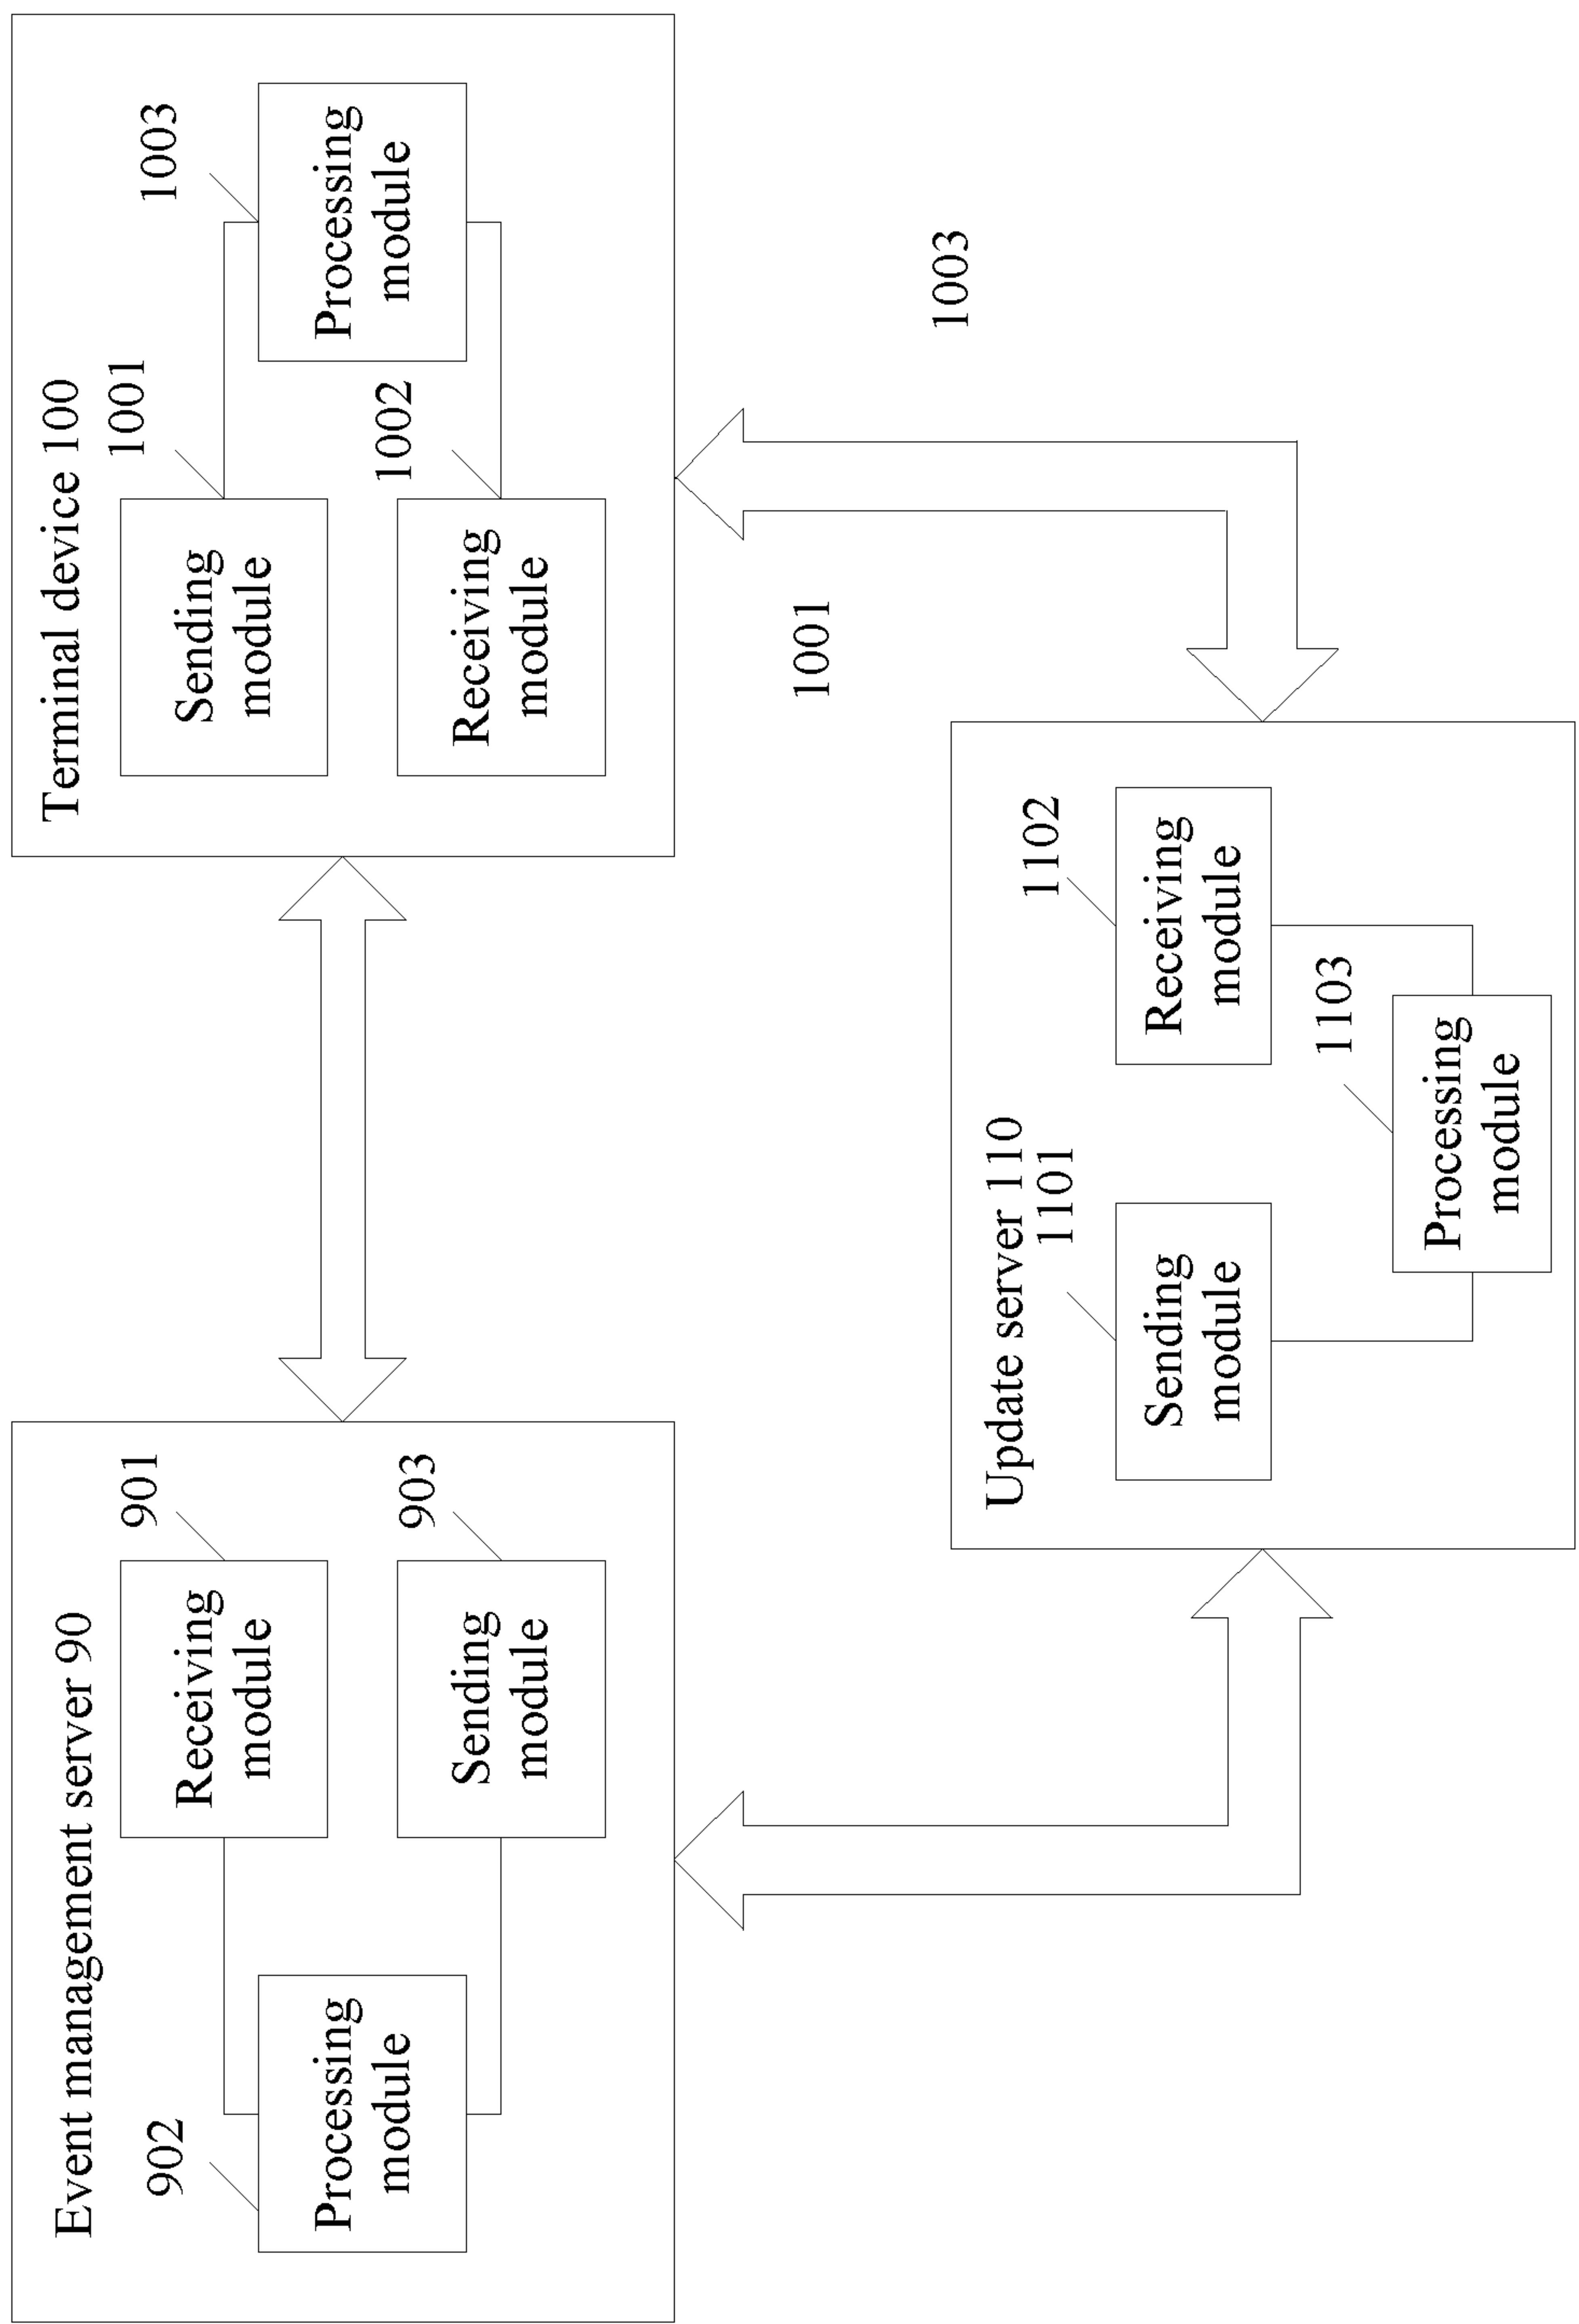 Event management server 90
901
Receiving
module
902
Processing
module
903
Sending
module
Terminal device 100
1001
Sending
module
1003
Processing
module
1002
Receiving
module
1001
1003
Update server 110
1101
Sending
module
1102
Receiving
module
1103
Processing
module